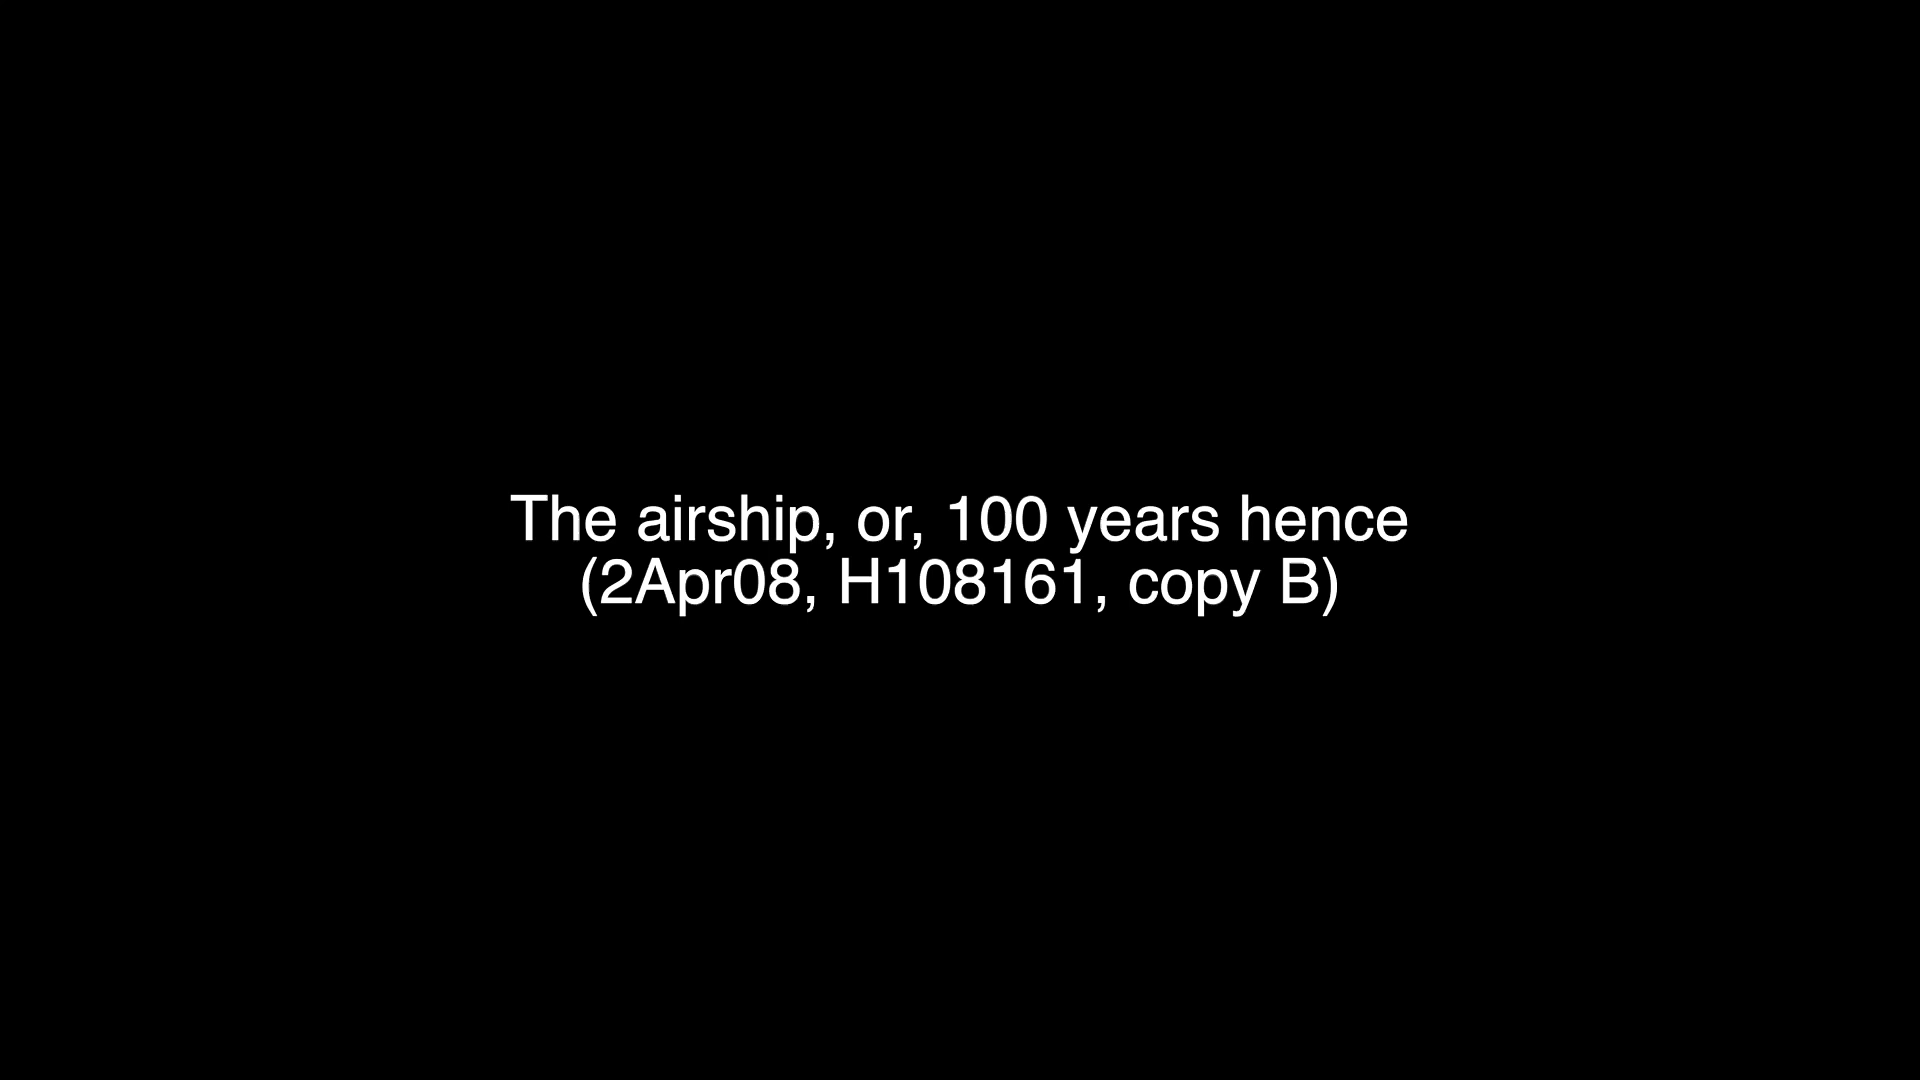 The airship, or, 100 years hence
(2Apr08, H108161, copy B)